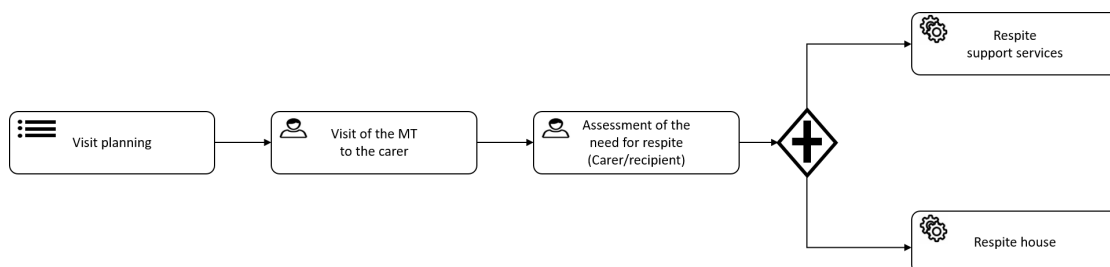 Visit planning
Visit of the MT
to the carer
Assessment of the
need for respite
(Carer/recipient)
Respite
support services
Respite house